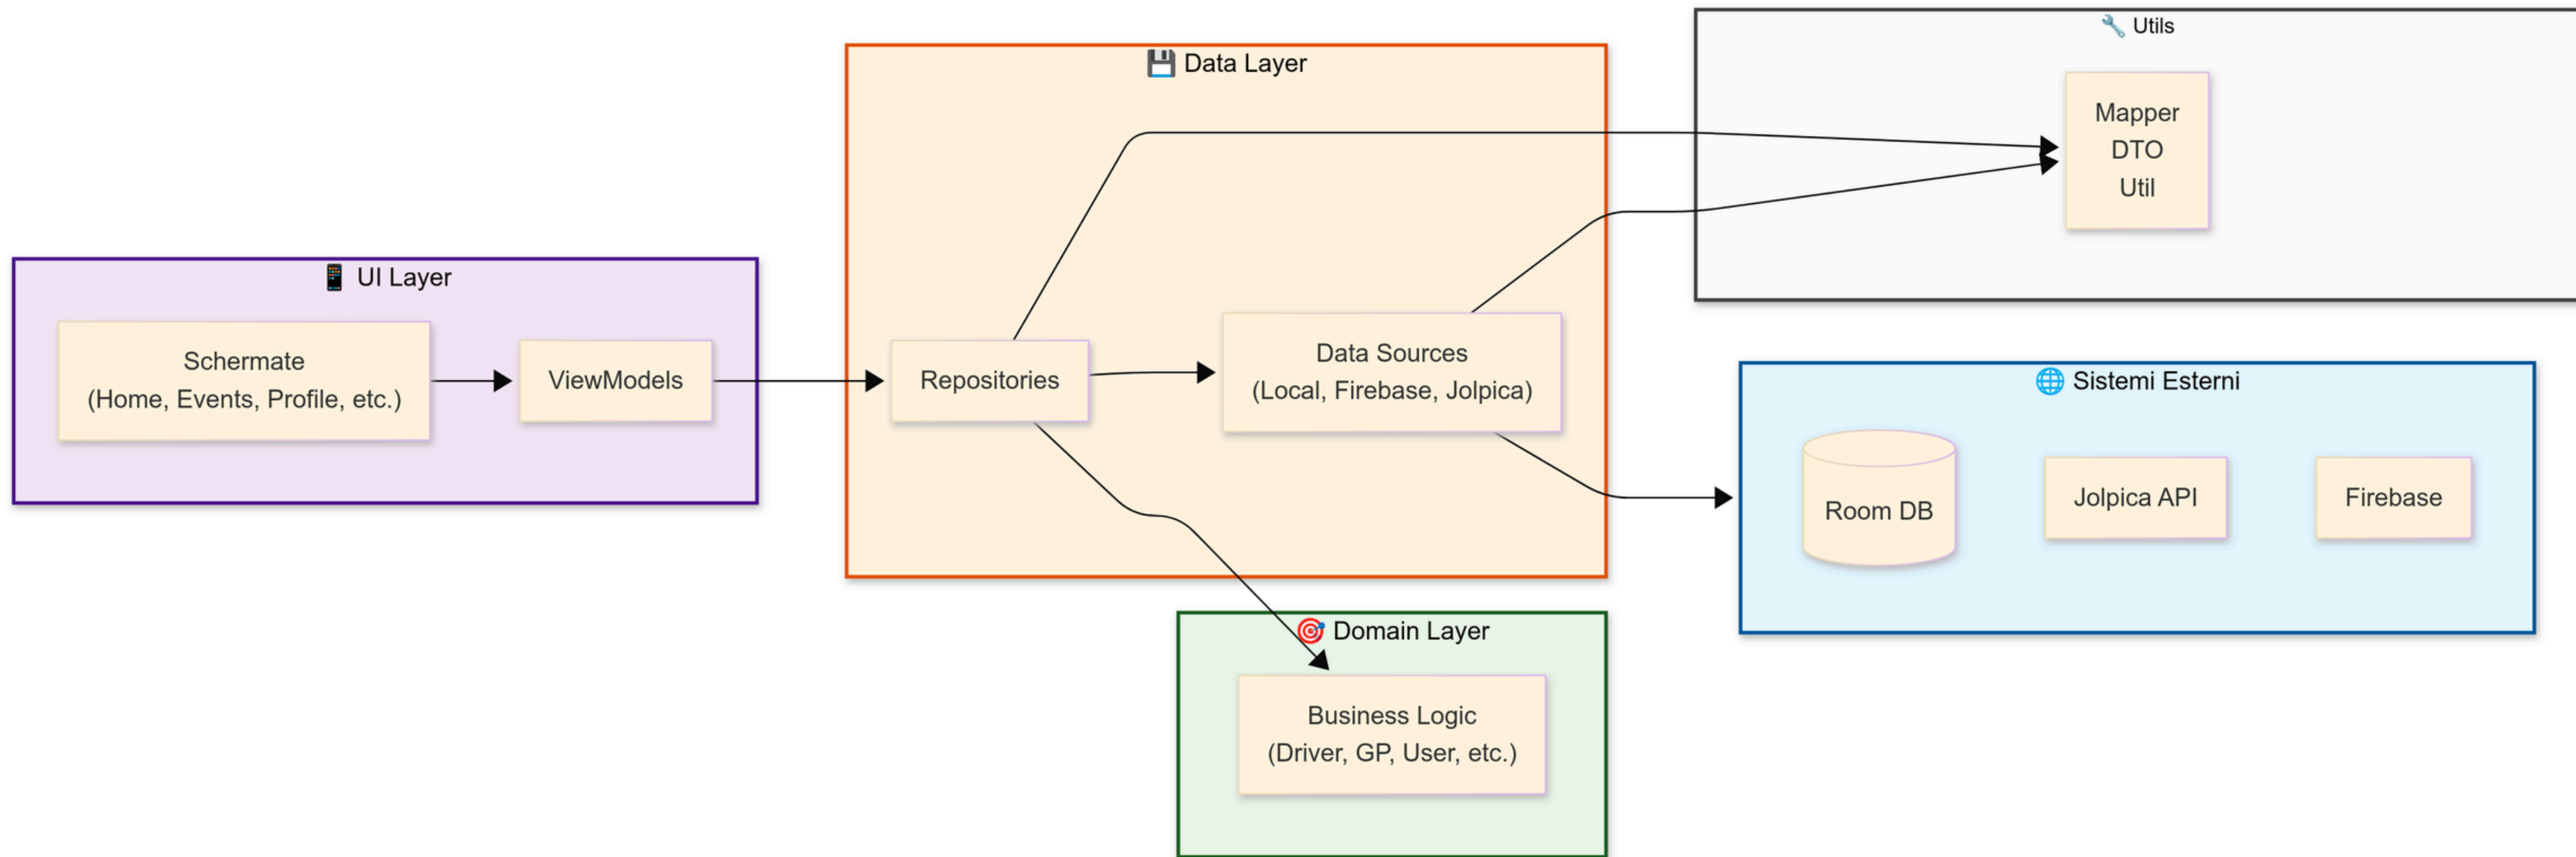 📱 UI Layer
Schermate
(Home, Events, Profile, etc.)
ViewModels
💾 Data Layer
Repositories
Data Sources
(Local, Firebase, Jolpica)
🎯 Domain Layer
Business Logic
(Driver, GP, User, etc.)
🔧 Utils
Mapper
DTO
Util
🌐 Sistemi Esterni
Room DB
Jolpica API
Firebase